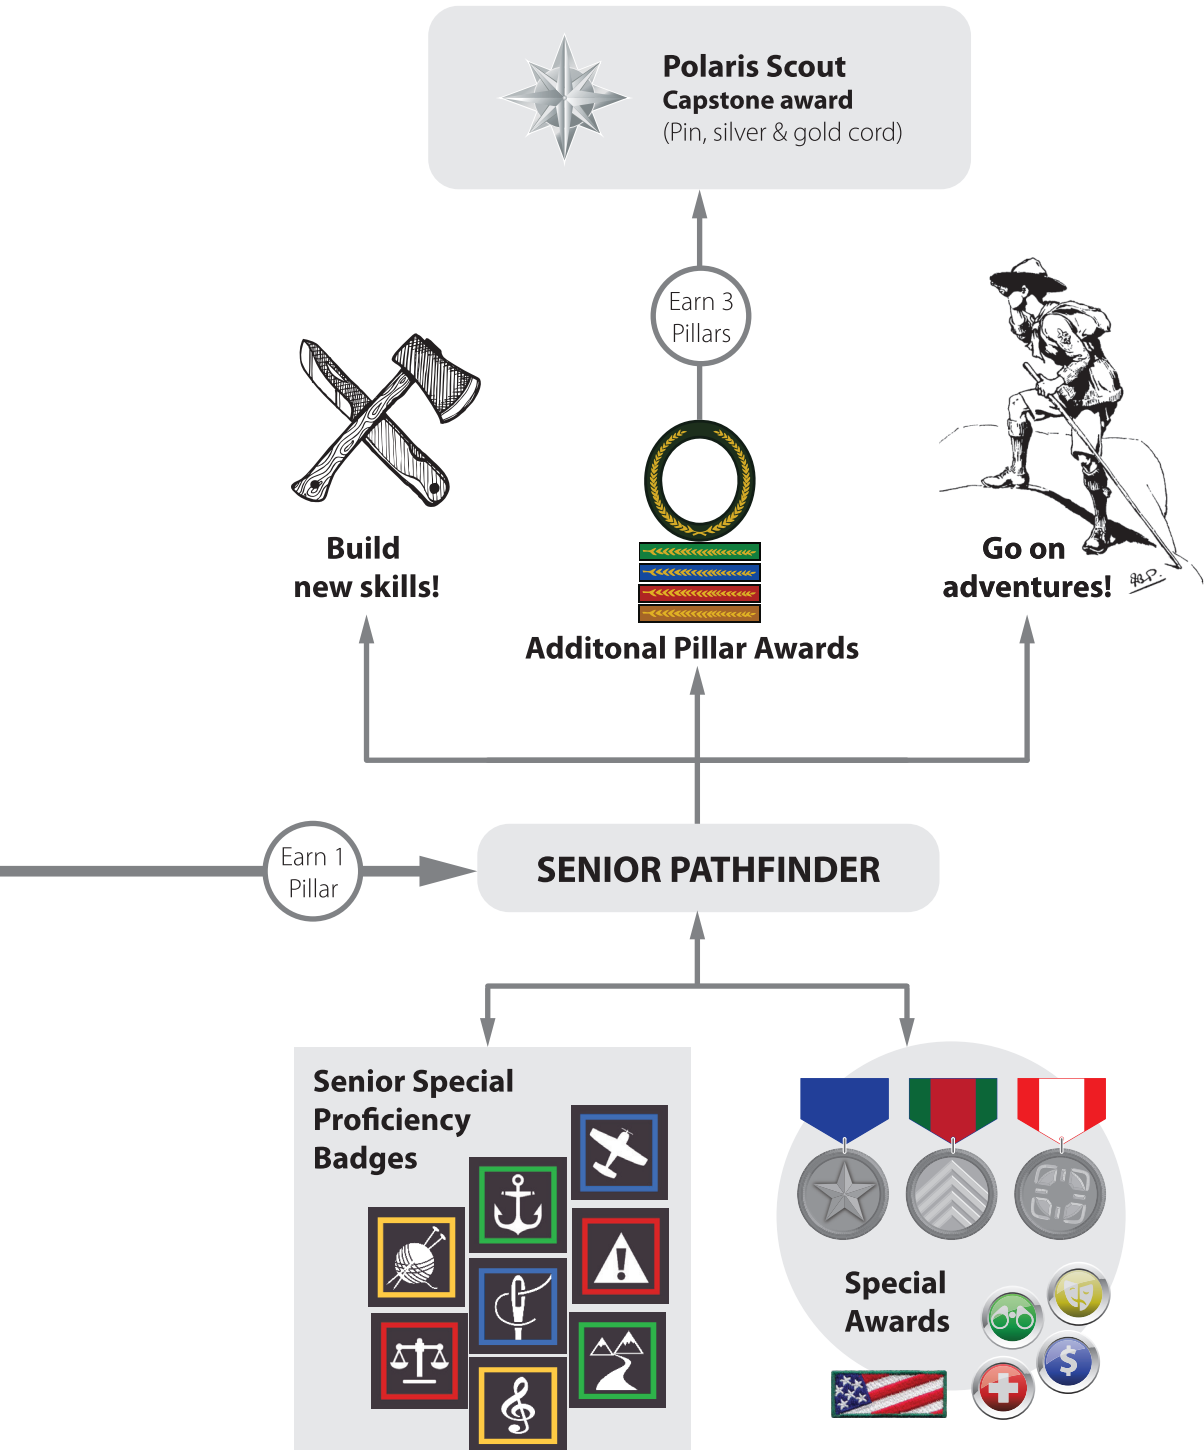 Polaris Scout
Capstone award
(Pin, silver & gold cord)
Earn 3
Pillars
Build
new skills!
Go on
adventures!
Additonal Pillar Awards
Earn 1
Pillar
SENIOR PATHFINDER
Senior Special
Proficiency
Badges
Special
Awards
$